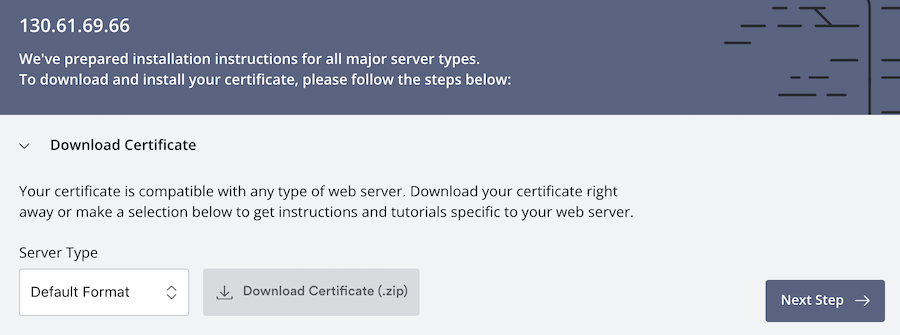 130.61.69.66
We've prepared installation instructions for all major server types.
To download and install your certificate, please follow the steps below:
Download Certificate
Your certificate is compatible with any type of web server. Download your certificate right
away or make a selection below to get instructions and tutorials specific to your web server.
Server Type
Default Format
Download Certificate (.zip)
Next Step